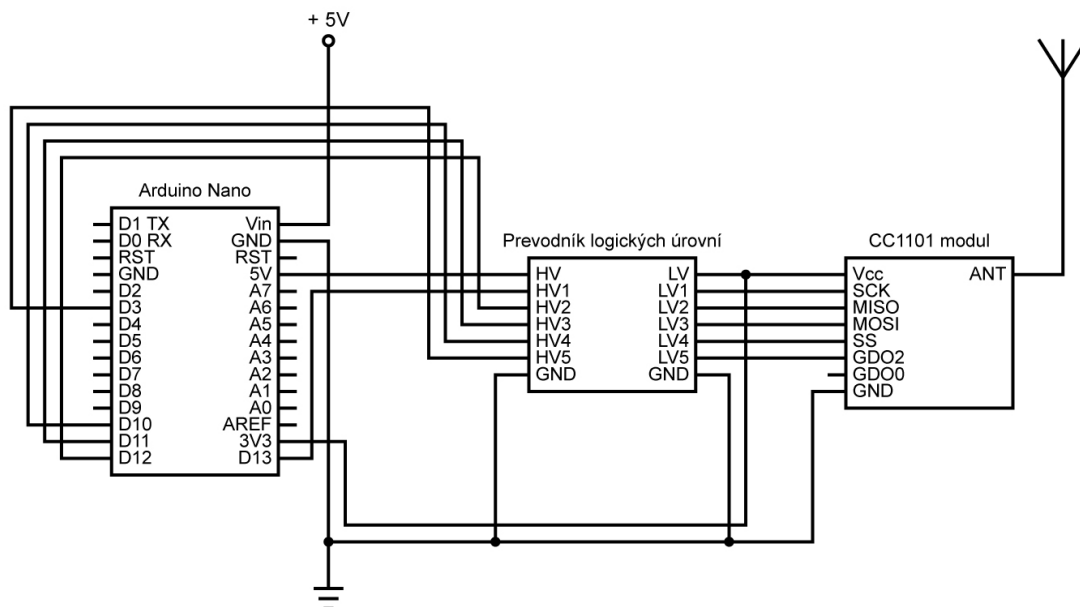 + 5V
Arduino Nano
D1 TX
D0 RX
RST
GND
D2
D3
D4
D5
D6
D7
D8
D9
D10
D11
D12
Vin
GND
RST
5V
A7
A6
A5
A4
A3
A2
A1
A0
AREF
3V3
D13
Prevodník logických úrovní
HV
HV1
HV2
HV3
HV4
HV5
GND
LV
LV1
LV2
LV3
LV4
LV5
GND
CC1101 modul
Vcc
SCK
MISO
MOSI
SS
GDO2
GDO0
GND
ANT